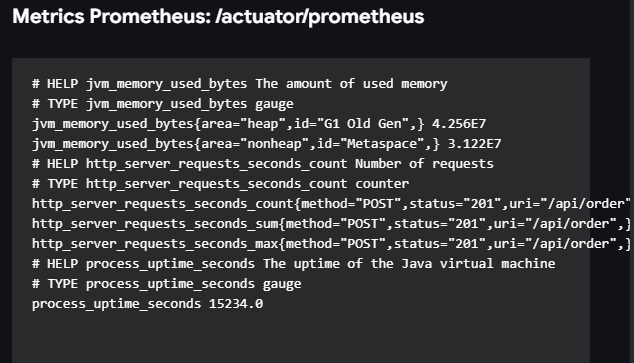 Metrics Prometheus: /actuator/prometheus
# HELP jvm_memory_used_bytes The amount of used memory
# TYPE jvm_memory_used_bytes gauge
jvm_memory_used_bytes{area="heap",id="G1 Old Gen",} 4.256E7
jvm_memory_used_bytes{area="nonheap",id="Metaspace",} 3.122E7
# HELP http_server_requests_seconds_count Number of requests
# TYPE http_server_requests_seconds_count counter
http_server_requests_seconds_count{method="POST",status="201",uri="/api/order"
http_server_requests_seconds_sum{method="POST",status="201",uri="/api/order",}
http_server_requests_seconds_max{method="POST",status="201",uri="/api/order",}
# HELP process_uptime_seconds The uptime of the Java virtual machine
# TYPE process_uptime_seconds gauge
process_uptime_seconds 15234.0